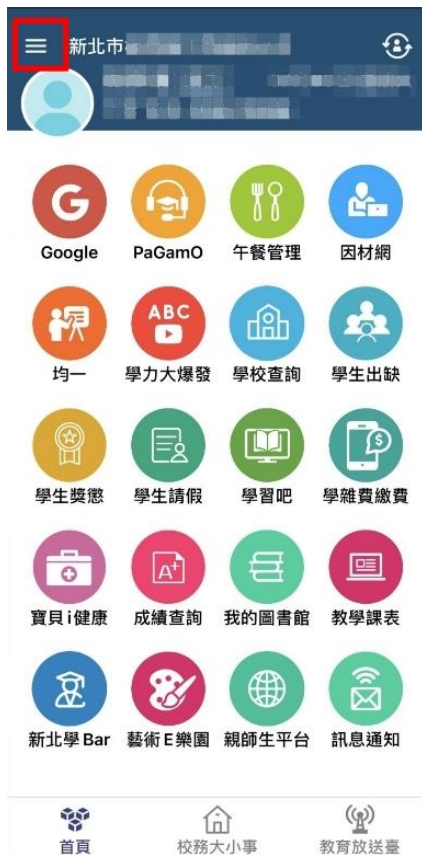 新北市
Google PaGamO 午餐管理 因材網
ABC
均一 學力大爆發 學校查詢 學生出缺
學生獎懲 學生請假 學習吧 學雜費繳費
A+
寶貝i健康 成績查詢 我的圖書館 教學課表
新北學Bar 藝術E樂園 親師生平台 訊息通知
首頁 校務大小事 教育放送臺